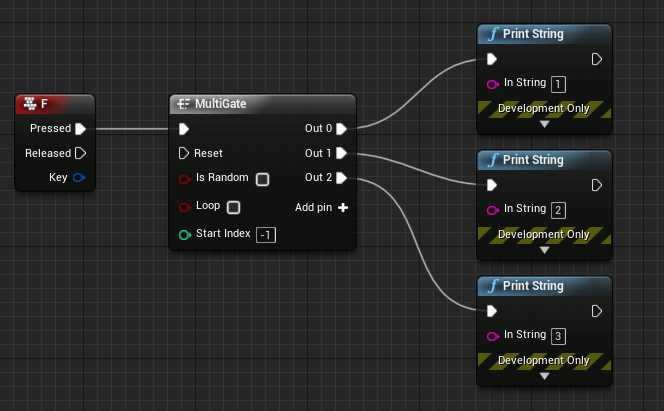 F
Pressed
Released
Key
MultiGate
Out 0
Reset
Out 1
Is Random
Out 2
Loop
Add pin
Start Index -1
Print String
In String 1
Development Only
Print String
In String 2
Development Only
Print String
In String 3
Development Only